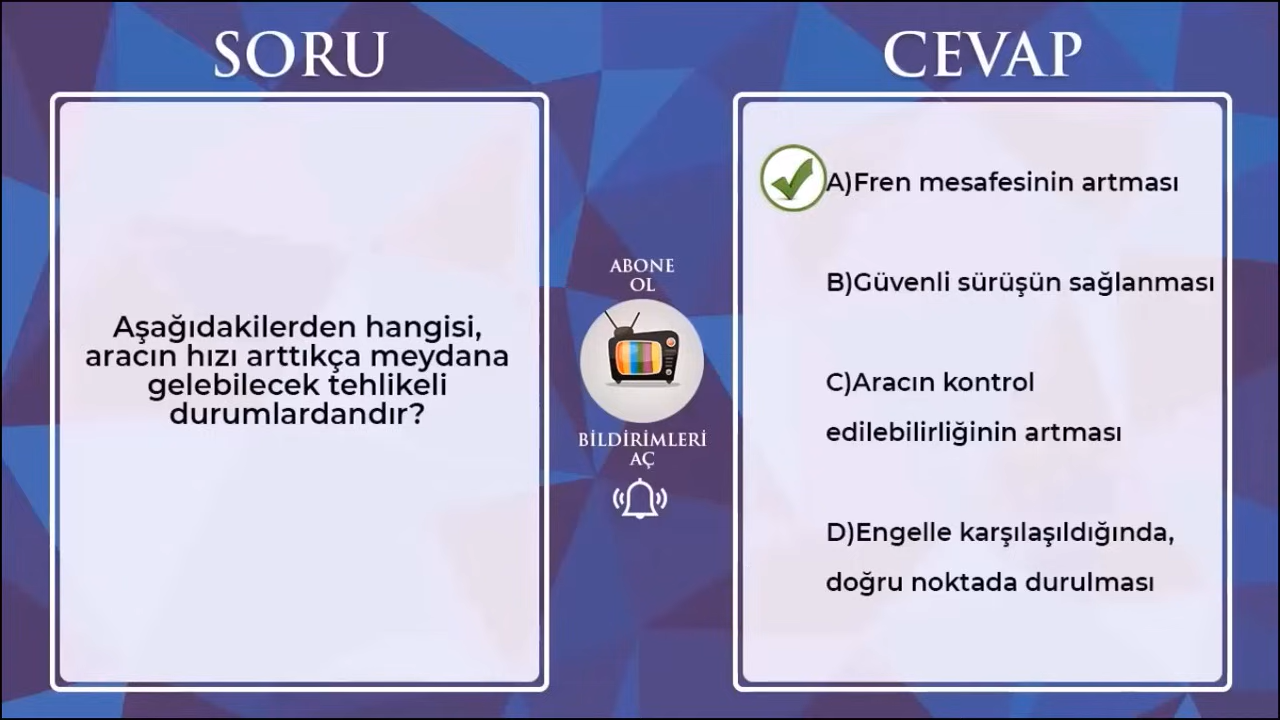 SORU
Aşağıdakilerden hangisi,
aracın hızı arttıkça meydana
gelebilecek tehlikeli
durumlardandır?
ABONE
OL
BİLDİRİMLERİ
AÇ
CEVAP
A)Fren mesafesinin artması
B)Güvenli sürüşün sağlanması
C)Aracın kontrol
edilebilirliğinin artması
D)Engelle karşılaşıldığında,
doğru noktada durulması